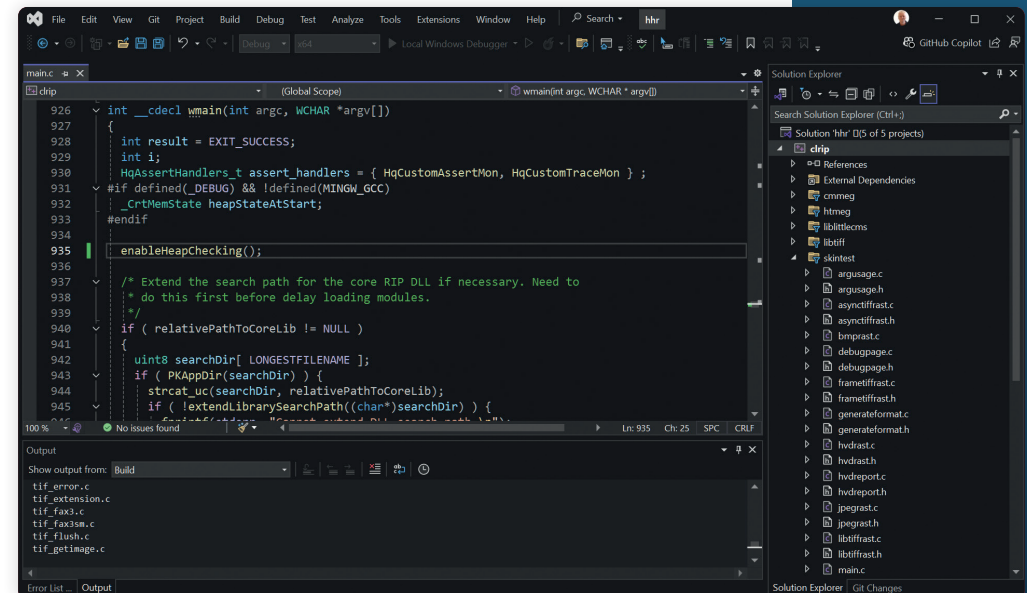 File Edit View Git Project Build Debug Test Analyze Tools Extensions Window Help Search hhr
Debug x64 Local Windows Debugger GitHub Copilot
main.c
clrip (Global Scope) wmain(int argc, WCHAR * argv[])
926 int __cdecl wmain(int argc, WCHAR *argv[])
927 {
928 int result = EXIT_SUCCESS;
929 int i;
930 HqAssertHandlers_t assert_handlers = { HqCustomAssertMon, HqCustomTraceMon } ;
931 #if defined(_DEBUG) && !defined(MINGW_GCC)
932 _CrtMemState heapStateAtStart;
933 #endif
934
935 enableHeapChecking();
936
937 /* Extend the search path for the core RIP DLL if necessary. Need to
938 * do this first before delay loading modules.
939 */
940 if ( relativePathToCoreLib != NULL )
941 {
942 uint8 searchDir[ LONGESTFILENAME ];
943 if ( PKAppDir(searchDir) ) {
944 strcat_uc(searchDir, relativePathToCoreLib);
945 if ( !extendLibrarySearchPath((char*)searchDir) ) {
100 % No issues found Ln: 935 Ch: 25 SPC CRLF
Output
Show output from: Build
tif_error.c
tif_extension.c
tif_fax3.c
tif_fax3sm.c
tif_flush.c
tif_getimage.c
Error List ... Output
Solution Explorer
Search Solution Explorer (Ctrl+;)
Solution 'hhr' (5 of 5 projects)
clrip
References
External Dependencies
cmmeg
htmeg
liblittlecms
libtiff
skintest
argusage.c
argusage.h
asynctiffrast.c
asynctiffrast.h
bmprast.c
debugpage.c
debugpage.h
frametiffrast.c
frametiffrast.h
generateformat.c
generateformat.h
hvdrast.c
hvdrast.h
hvdreport.c
hvdreport.h
jpegrast.c
jpegrast.h
libtiffrast.c
libtiffrast.h
main.c
Solution Explorer Git Changes